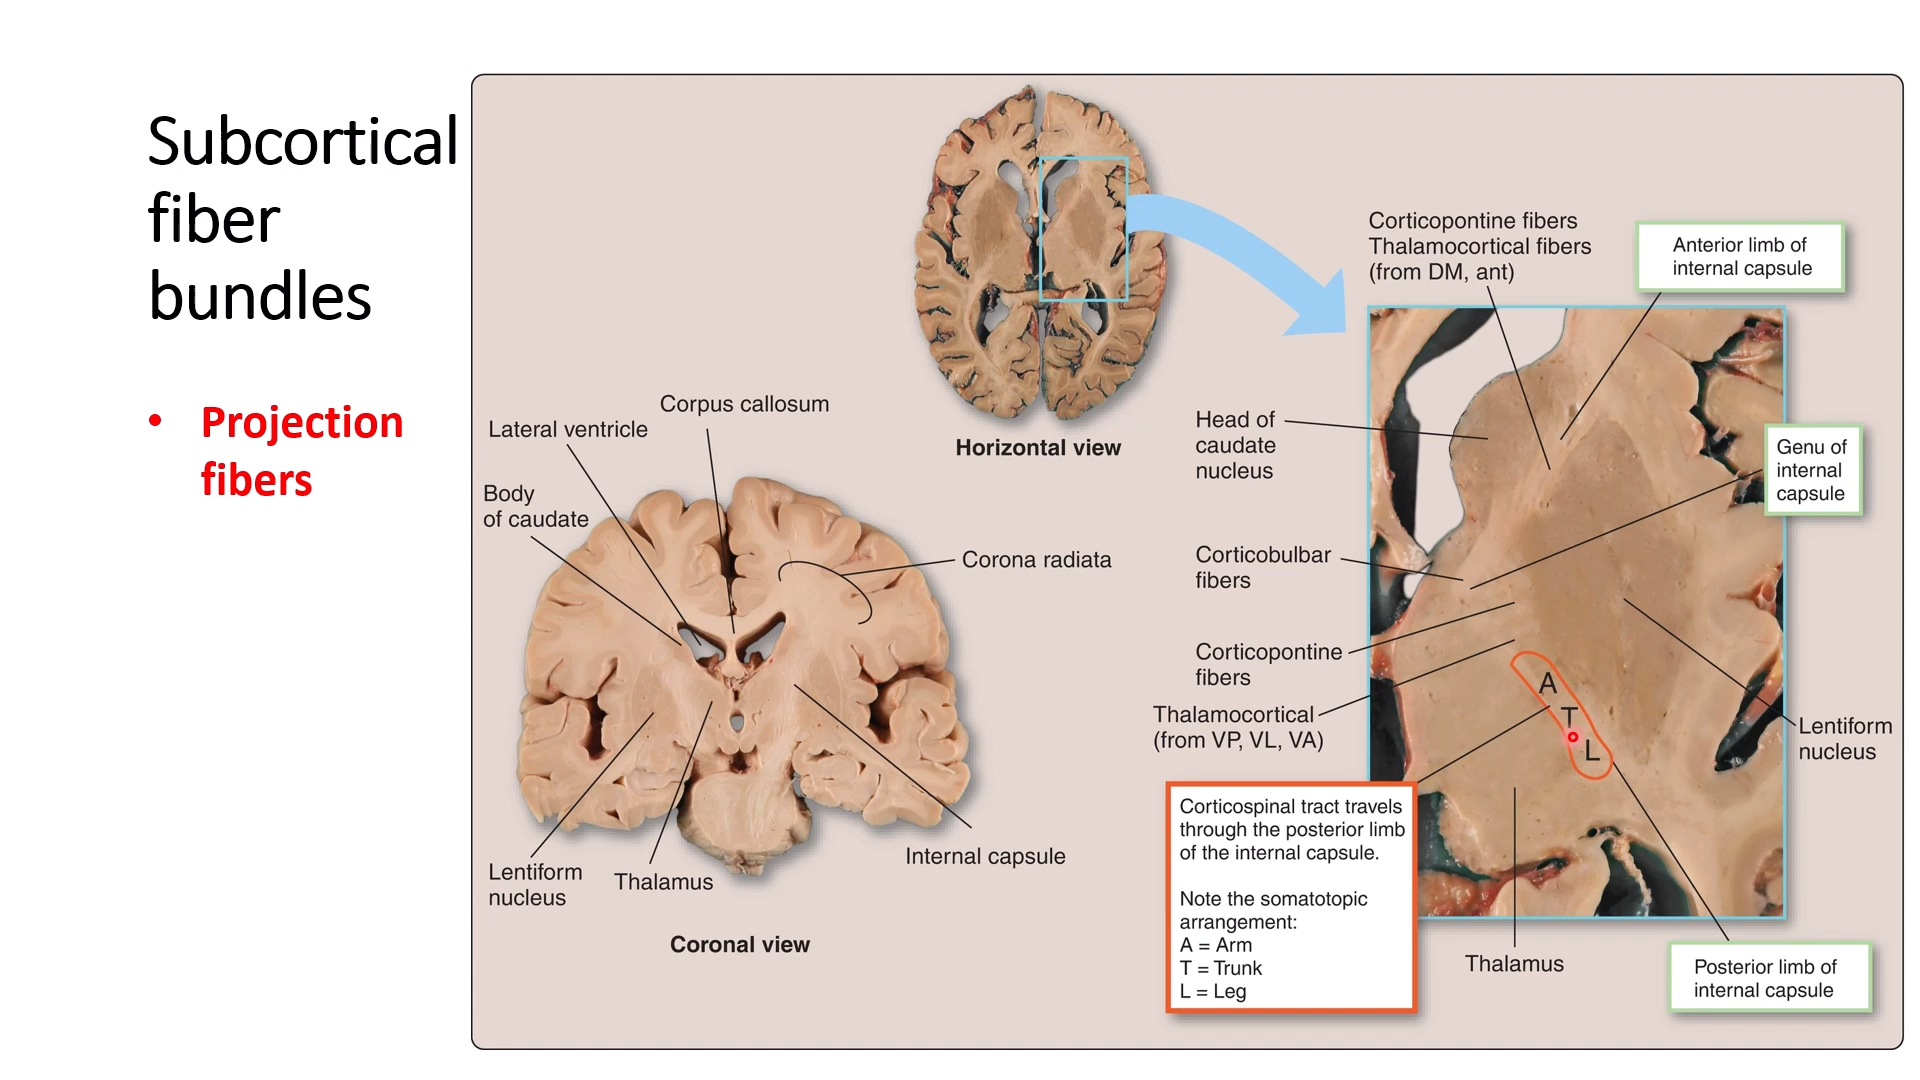 Subcortical
fiber
bundles
• Projection
fibers
Corpus callosum
Lateral ventricle
Body
of caudate
Corona radiata
Lentiform
nucleus
Thalamus
Internal capsule
Coronal view
Horizontal view
Corticopontine fibers
Thalamocortical fibers
(from DM, ant)
Anterior limb of
internal capsule
Head of
caudate
nucleus
Genu of
internal
capsule
Corticobulbar
fibers
Corticopontine
fibers
Thalamocortical
(from VP, VL, VA)
A
T
L
Lentiform
nucleus
Corticospinal tract travels
through the posterior limb
of the internal capsule.
Note the somatotopic
arrangement:
A = Arm
T = Trunk
L = Leg
Thalamus
Posterior limb of
internal capsule